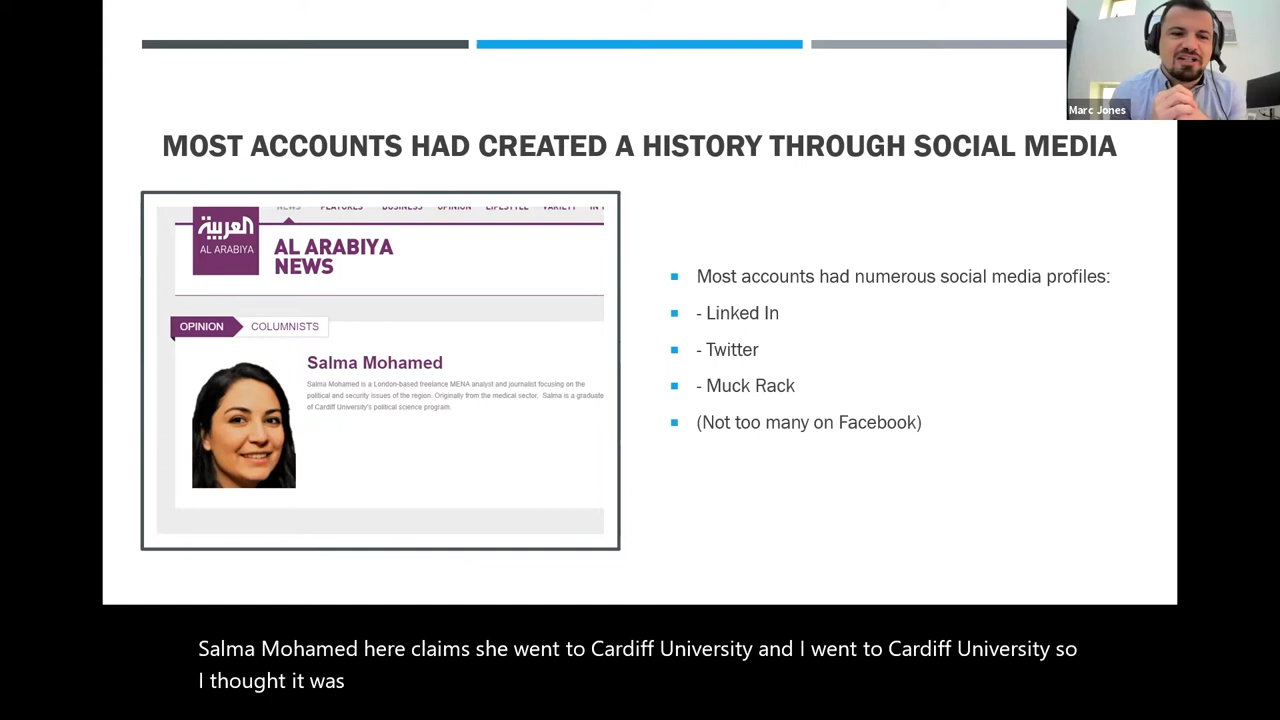 Marc Jones
MOST ACCOUNTS HAD CREATED A HISTORY THROUGH SOCIAL MEDIA
NEWS FEATURES BUSINESS OPINION LIFESTYLE VARIETY IN
العربية
AL ARABIYA
AL ARABIYA
NEWS
OPINION COLUMNISTS
Salma Mohamed
Salma Mohamed is a London-based freelance MENA analyst and journalist focusing on the
political and security issues of the region. Originally from the medical sector, Salma is a graduate
of Cardiff University's political science program.
Most accounts had numerous social media profiles:
- Linked In
- Twitter
- Muck Rack
(Not too many on Facebook)
Salma Mohamed here claims she went to Cardiff University and I went to Cardiff University so
I thought it was